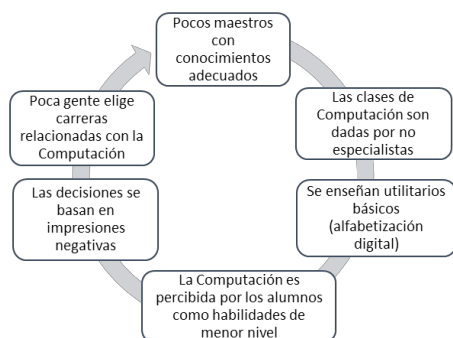 Pocos maestros
con
conocimientos
adecuados
Las clases de
Computación son
dadas por no
especialistas
Se enseñan utilitarios
básicos
(alfabetización
digital)
La Computación es
percibida por los alumnos
como habilidades de
menor nivel
Las decisiones se
basan en
impresiones
negativas
Poca gente elige
carreras
relacionadas con la
Computación